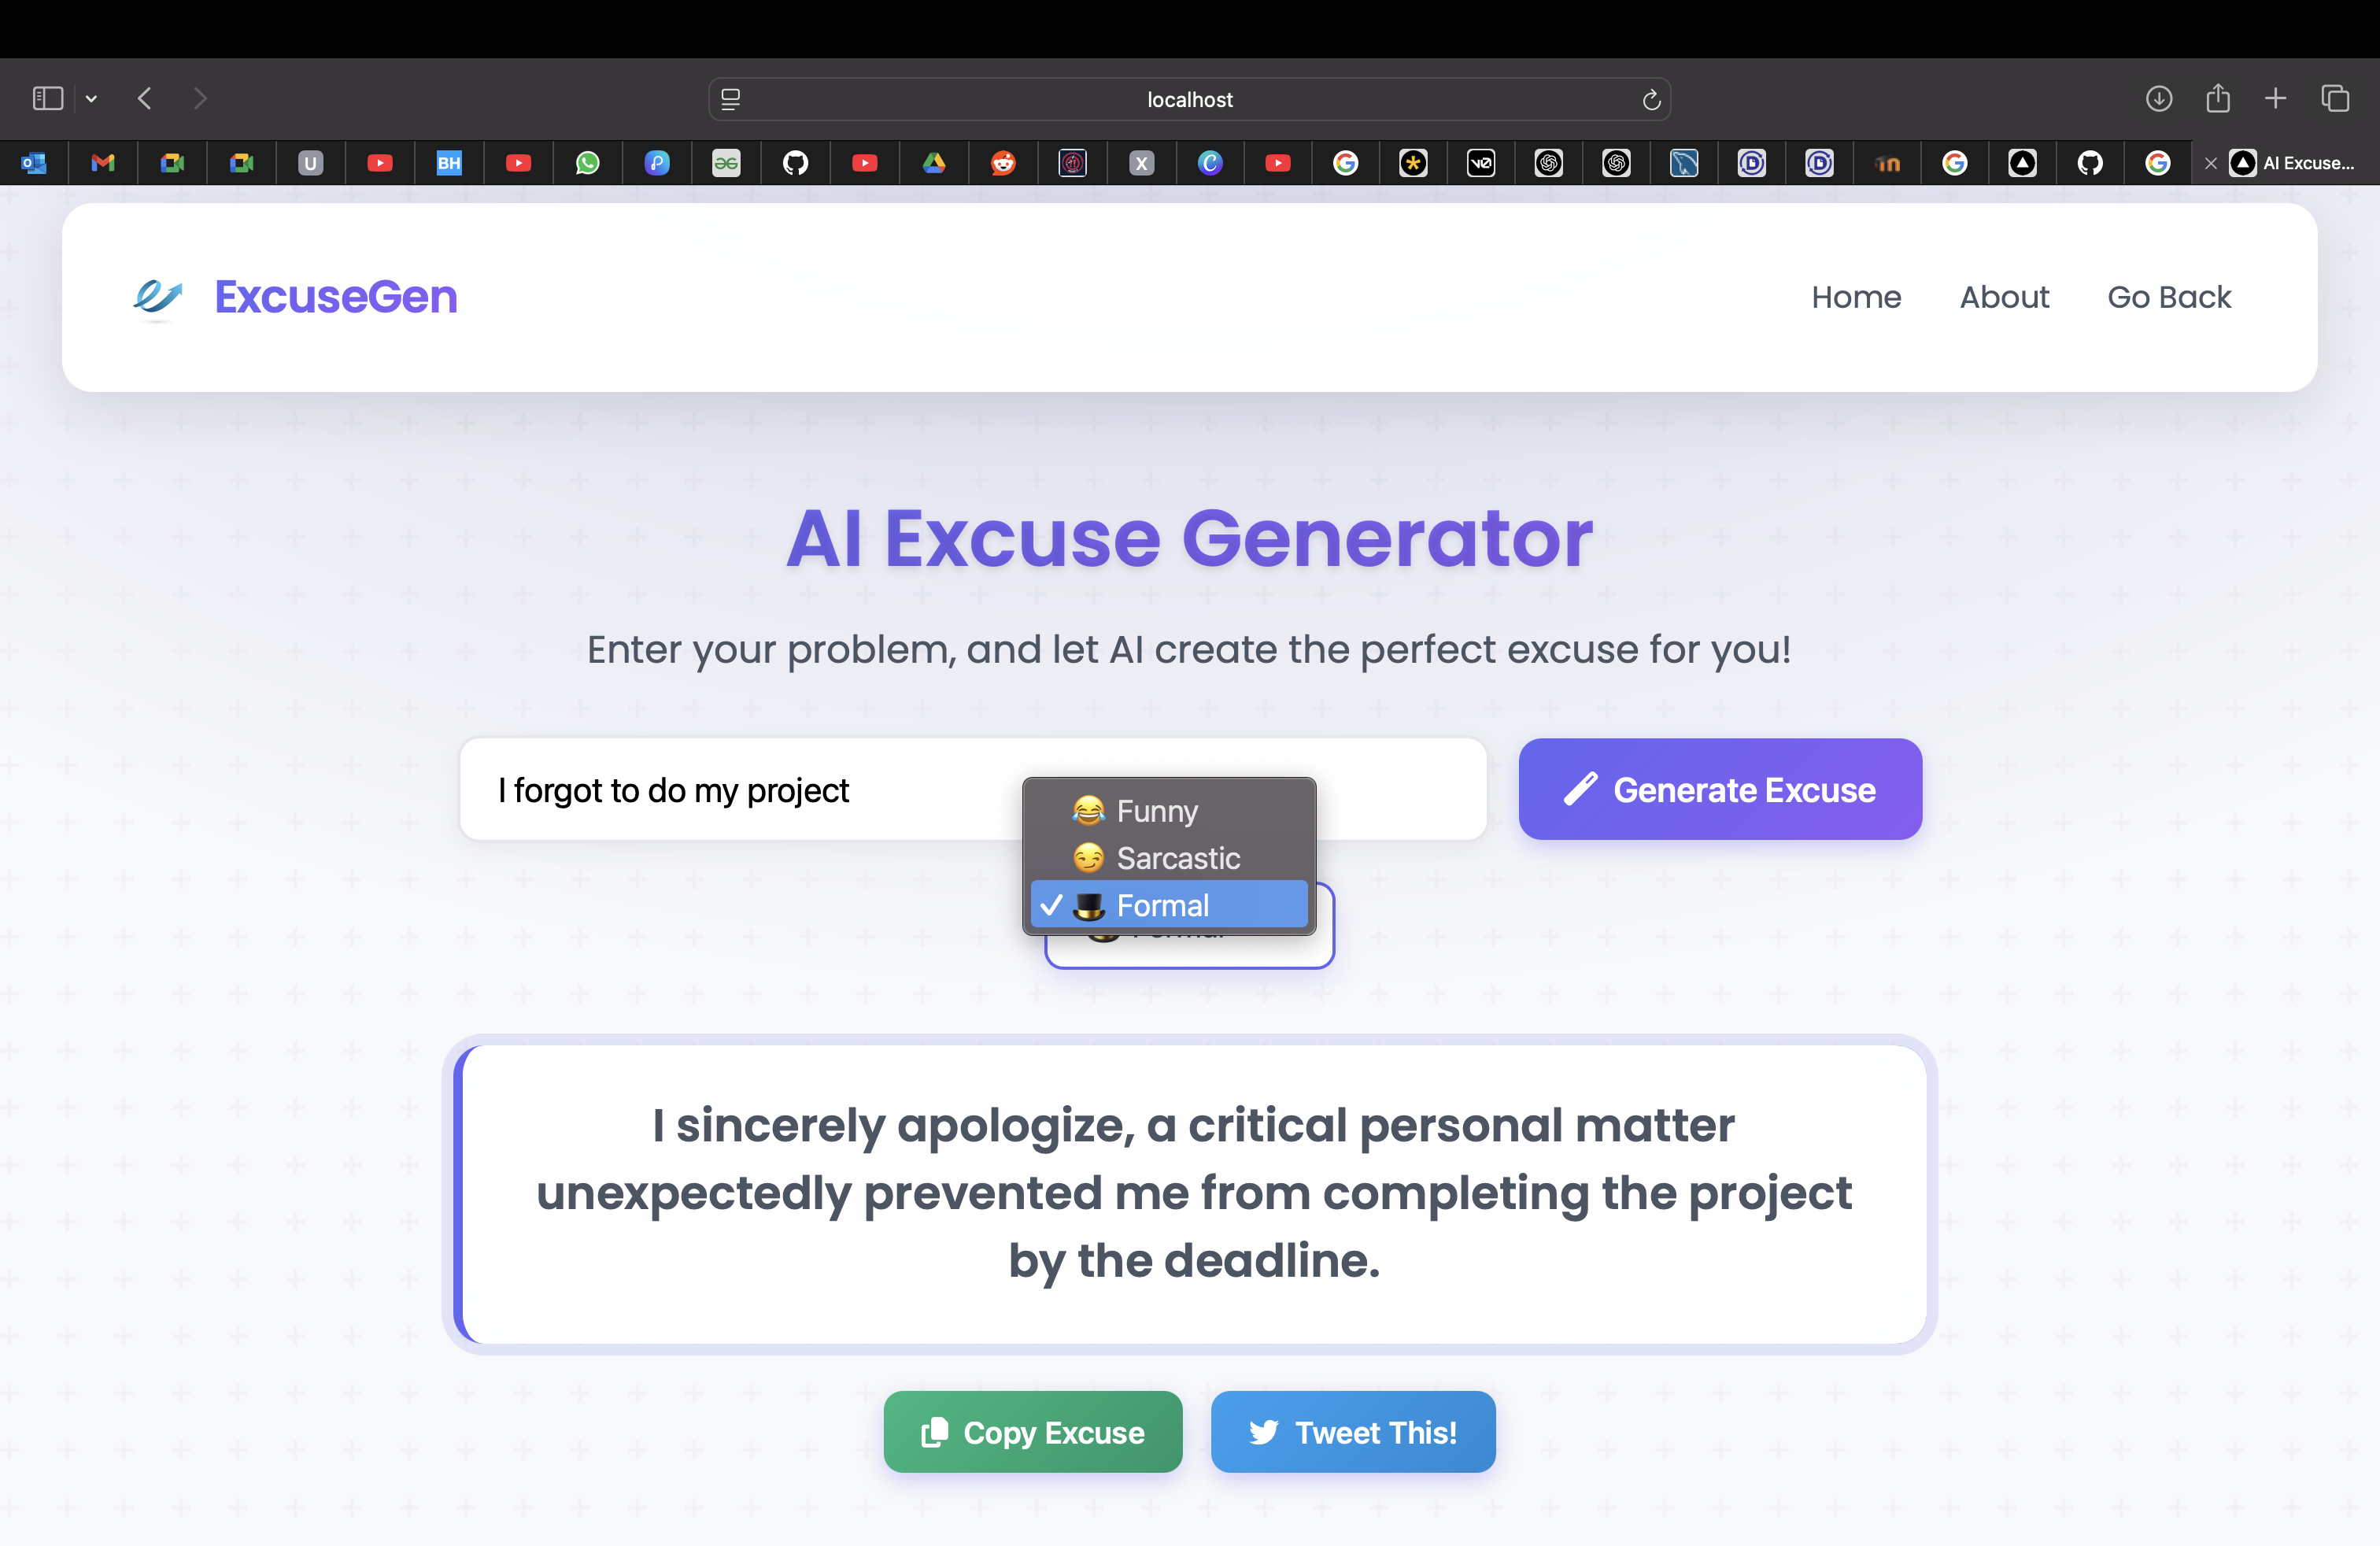 localhost
U
BH
X
AI Excuse...
ExcuseGen
Home
About
Go Back
AI Excuse Generator
Enter your problem, and let AI create the perfect excuse for you!
I forgot to do my project
Generate Excuse
😂 Funny
😏 Sarcastic
✓ 🎩 Formal
I sincerely apologize, a critical personal matter
unexpectedly prevented me from completing the project
by the deadline.
Copy Excuse
Tweet This!